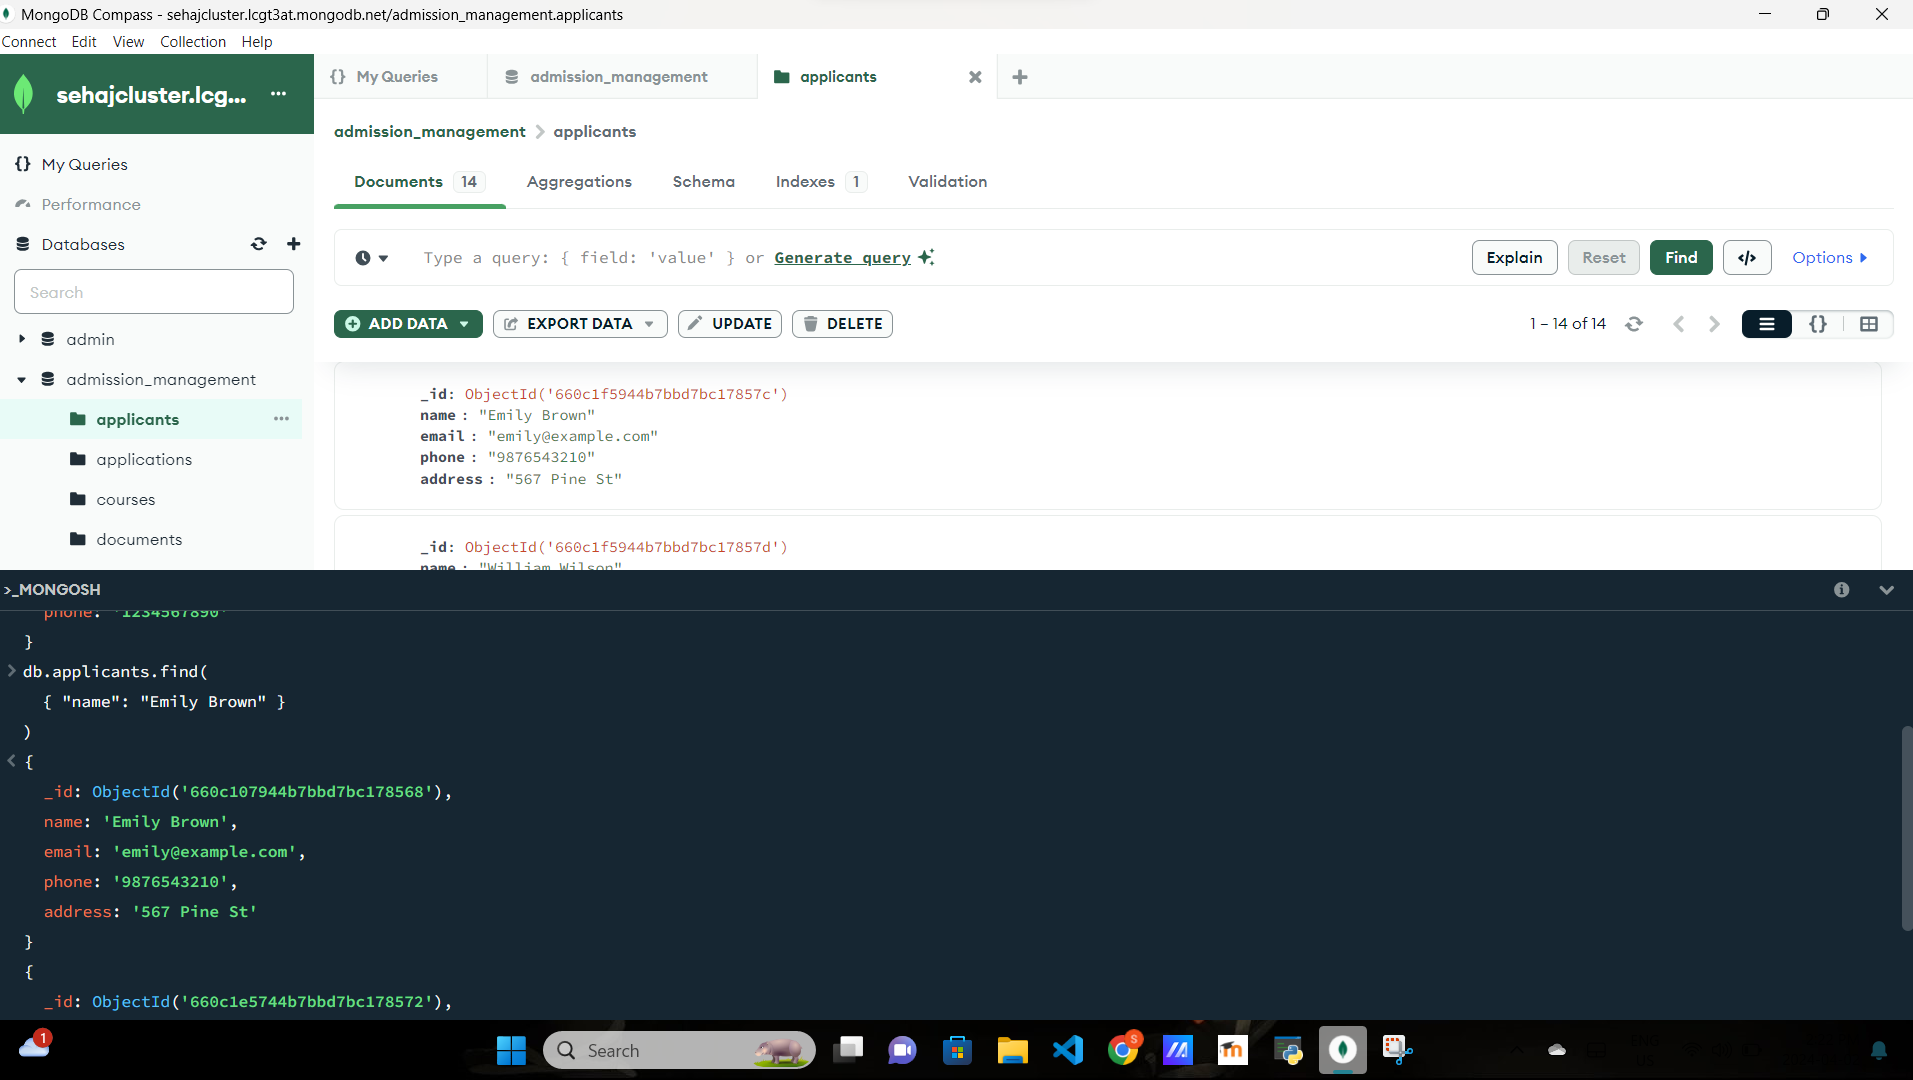 MongoDB Compass - sehajcluster.lcgt3at.mongodb.net/admission_management.applicants
Connect Edit View Collection Help
sehajcluster.lcg...
My Queries
Performance
Databases
Search
admin
admission_management
applicants
applications
courses
documents
{} My Queries
admission_management
applicants
admission_management > applicants
Documents 14 Aggregations Schema Indexes 1 Validation
Type a query: { field: 'value' } or Generate query
Explain Reset Find </> Options
ADD DATA EXPORT DATA UPDATE DELETE
1 – 14 of 14
{}
_id: ObjectId('660c1f5944b7bbd7bc17857c')
name : "Emily Brown"
email : "emily@example.com"
phone : "9876543210"
address : "567 Pine St"
_id: ObjectId('660c1f5944b7bbd7bc17857d')
name : "William Wilson"
>_MONGOSH
phone: '1234567890'
}
> db.applicants.find(
{ "name": "Emily Brown" }
)
< {
_id: ObjectId('660c107944b7bbd7bc178568'),
name: 'Emily Brown',
email: 'emily@example.com',
phone: '9876543210',
address: '567 Pine St'
}
{
_id: ObjectId('660c1e5744b7bbd7bc178572'),
1
Search
S